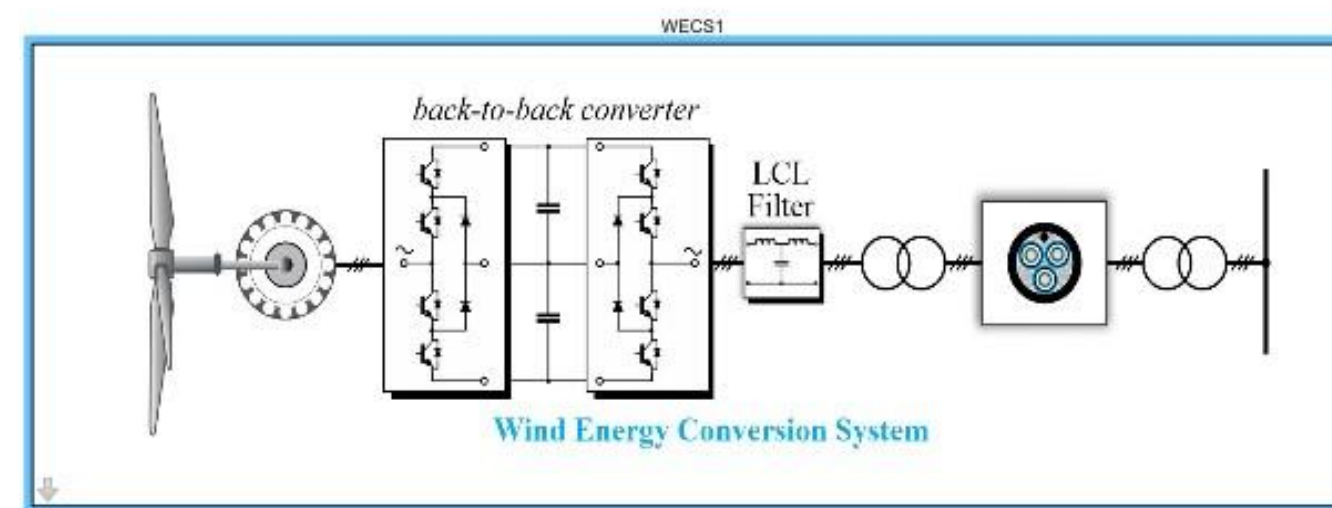 WECS1
back-to-back converter
LCL
Filter
~
~
Wind Energy Conversion System